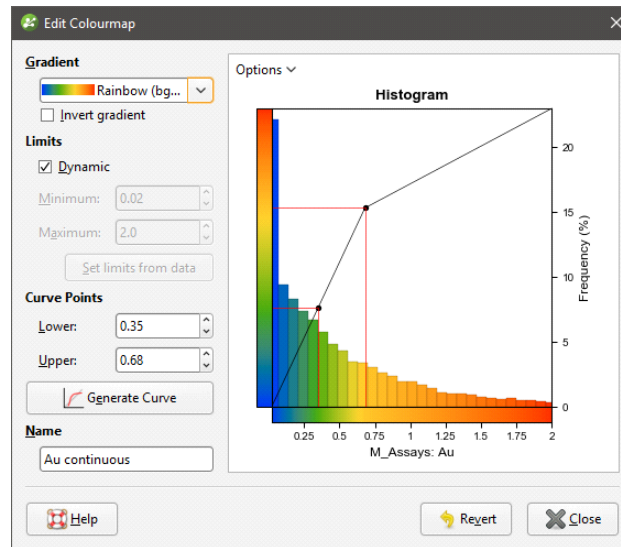 Edit Colourmap
Gradient
Rainbow (bg...
Invert gradient
Limits
Dynamic
Minimum: 0.02
Maximum: 2.0
Set limits from data
Curve Points
Lower: 0.35
Upper: 0.68
Generate Curve
Name
Au continuous
Options
Histogram
20
15
10
5
0
Frequency (%)
0.25 0.5 0.75 1 1.25 1.5 1.75 2
M_Assays: Au
Help
Revert
Close